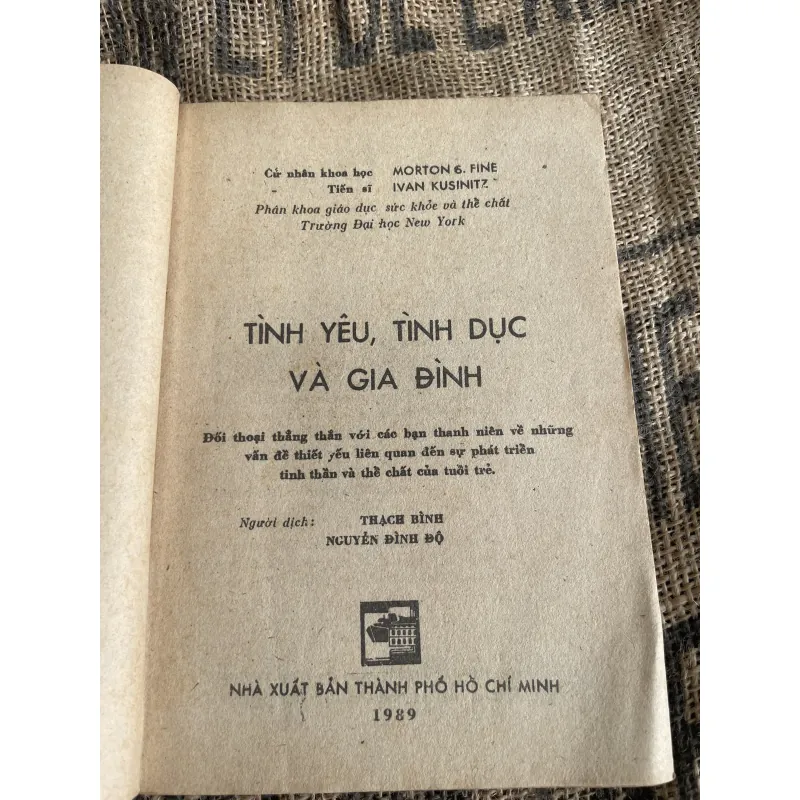 Cử nhân khoa học MORTON G. FINE
Tiến sĩ IVAN KUSINITZ
Phân khoa giáo dục sức khỏe và thể chất
Trường Đại học New York
TÌNH YÊU, TÌNH DỤC
VÀ GIA ĐÌNH
Đối thoại thẳng thắn với các bạn thanh niên về những
vấn đề thiết yếu liên quan đến sự phát triển
tinh thần và thể chất của tuổi trẻ.
Người dịch: THẠCH BÌNH
NGUYỄN ĐÌNH ĐỘ
NHÀ XUẤT BẢN THÀNH PHỐ HỒ CHÍ MINH
1989